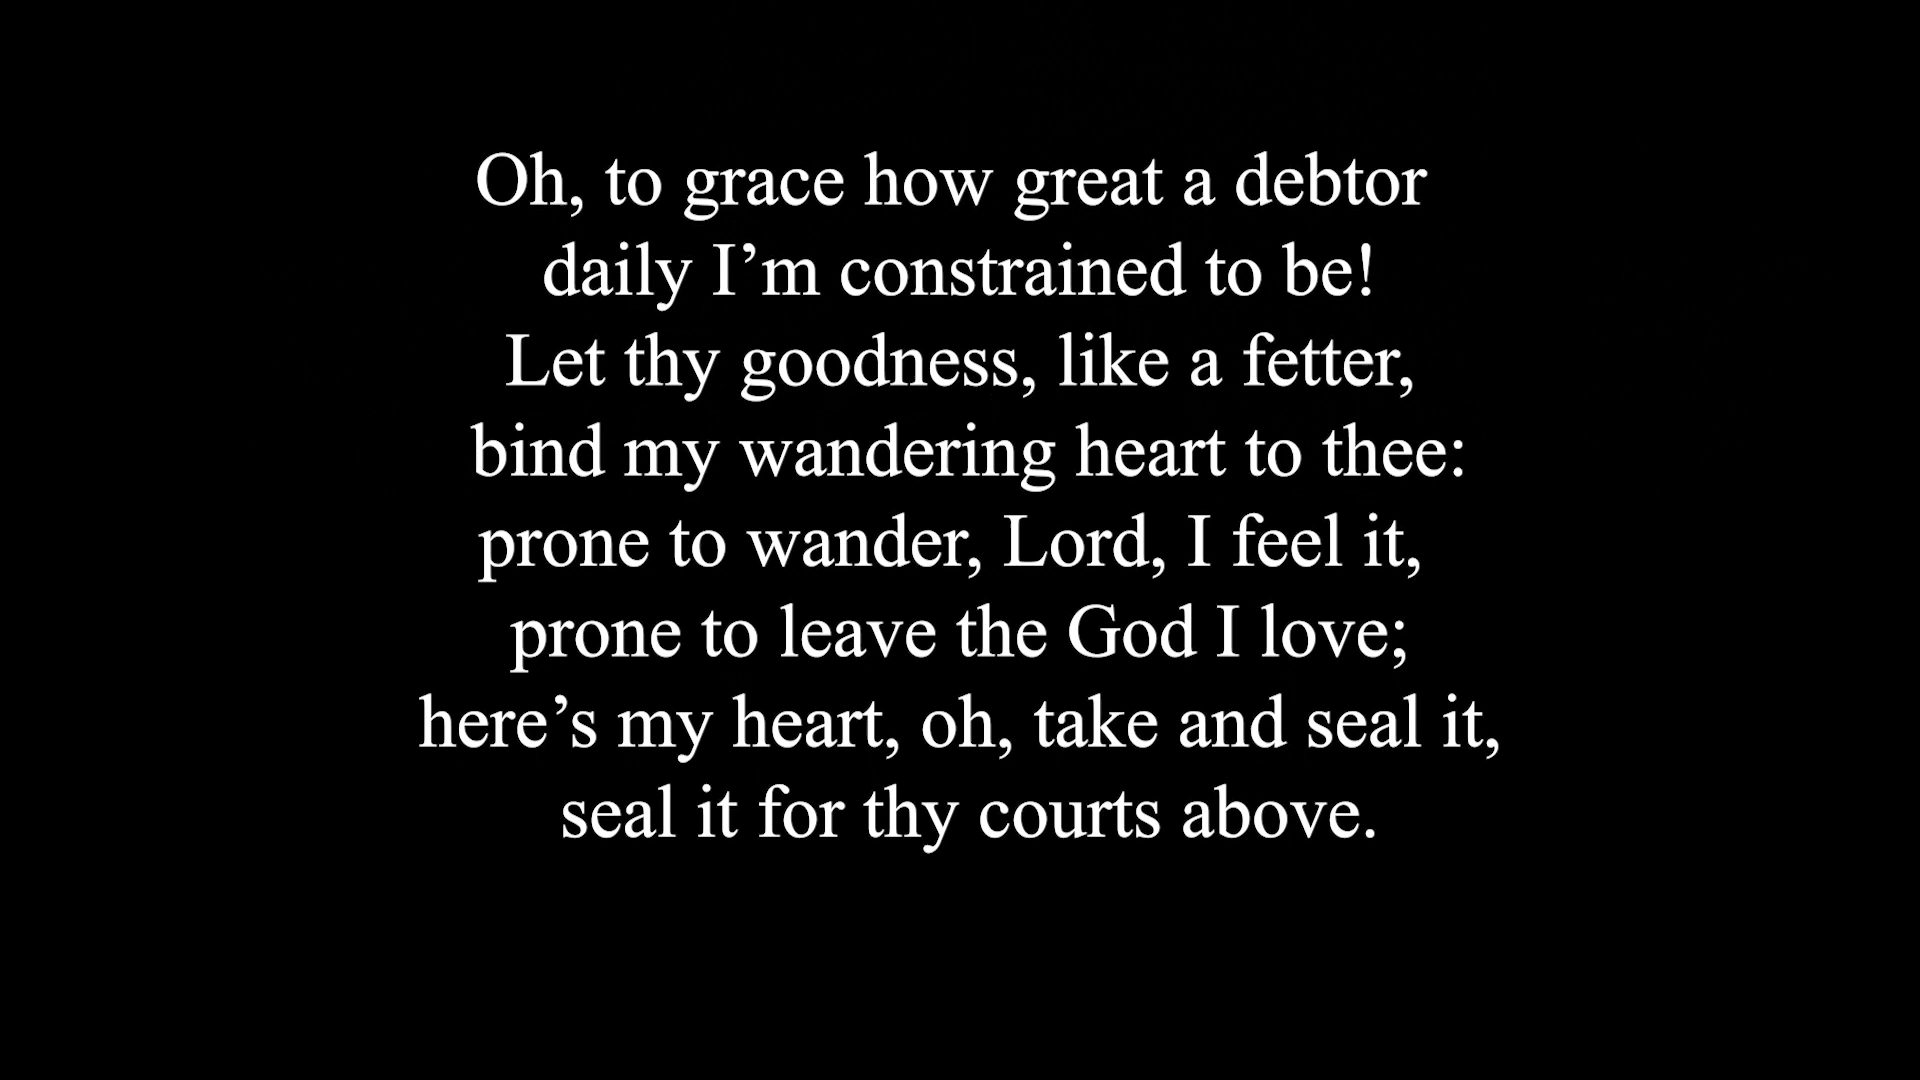 Oh, to grace how great a debtor
daily I’m constrained to be!
Let thy goodness, like a fetter,
bind my wandering heart to thee:
prone to wander, Lord, I feel it,
prone to leave the God I love;
here’s my heart, oh, take and seal it,
seal it for thy courts above.